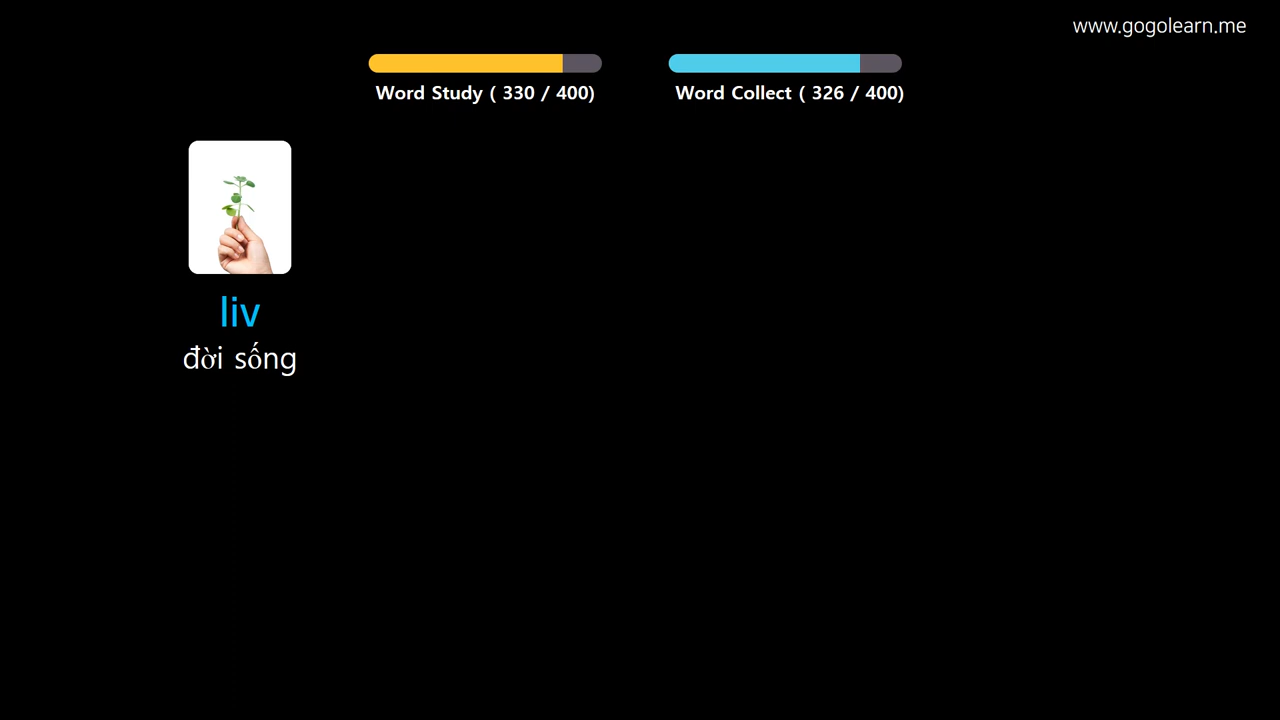 www.gogolearn.me
Word Study ( 330 / 400)
Word Collect ( 326 / 400)
liv
đời sống